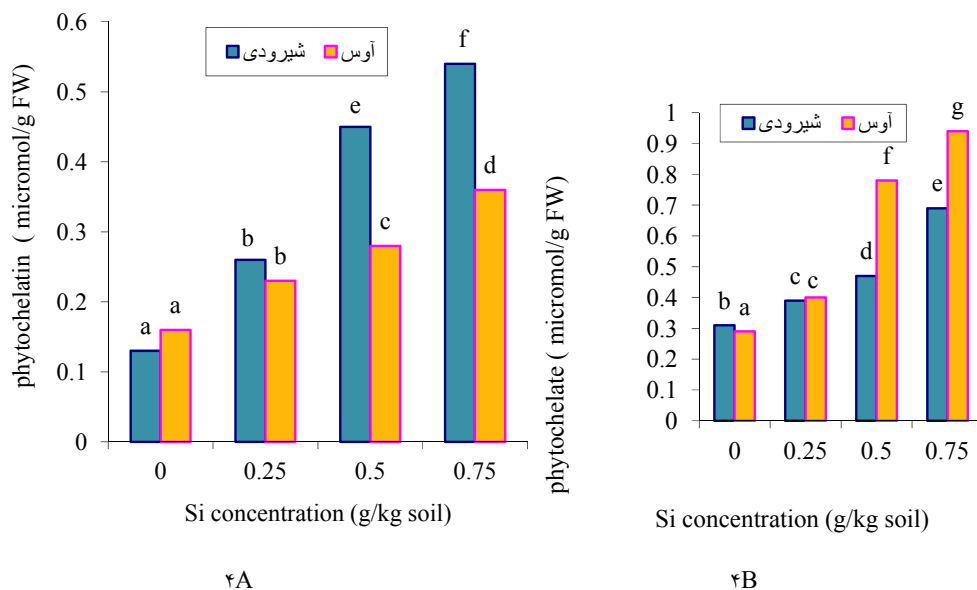 phytochelatin ( micromol/g FW)
0.6
0.5
0.4
0.3
0.2
0.1
0
شیرودی
آوس
a
a
b
b
e
c
f
d
0
0.25
0.5
0.75
Si concentration (g/kg soil)
۴A
phytochelate ( micromol/g FW)
1
0.9
0.8
0.7
0.6
0.5
0.4
0.3
0.2
0.1
0
شیرودی
آوس
b
a
c
c
d
f
e
g
0
0.25
0.5
0.75
Si concentration (g/kg soil)
۴B